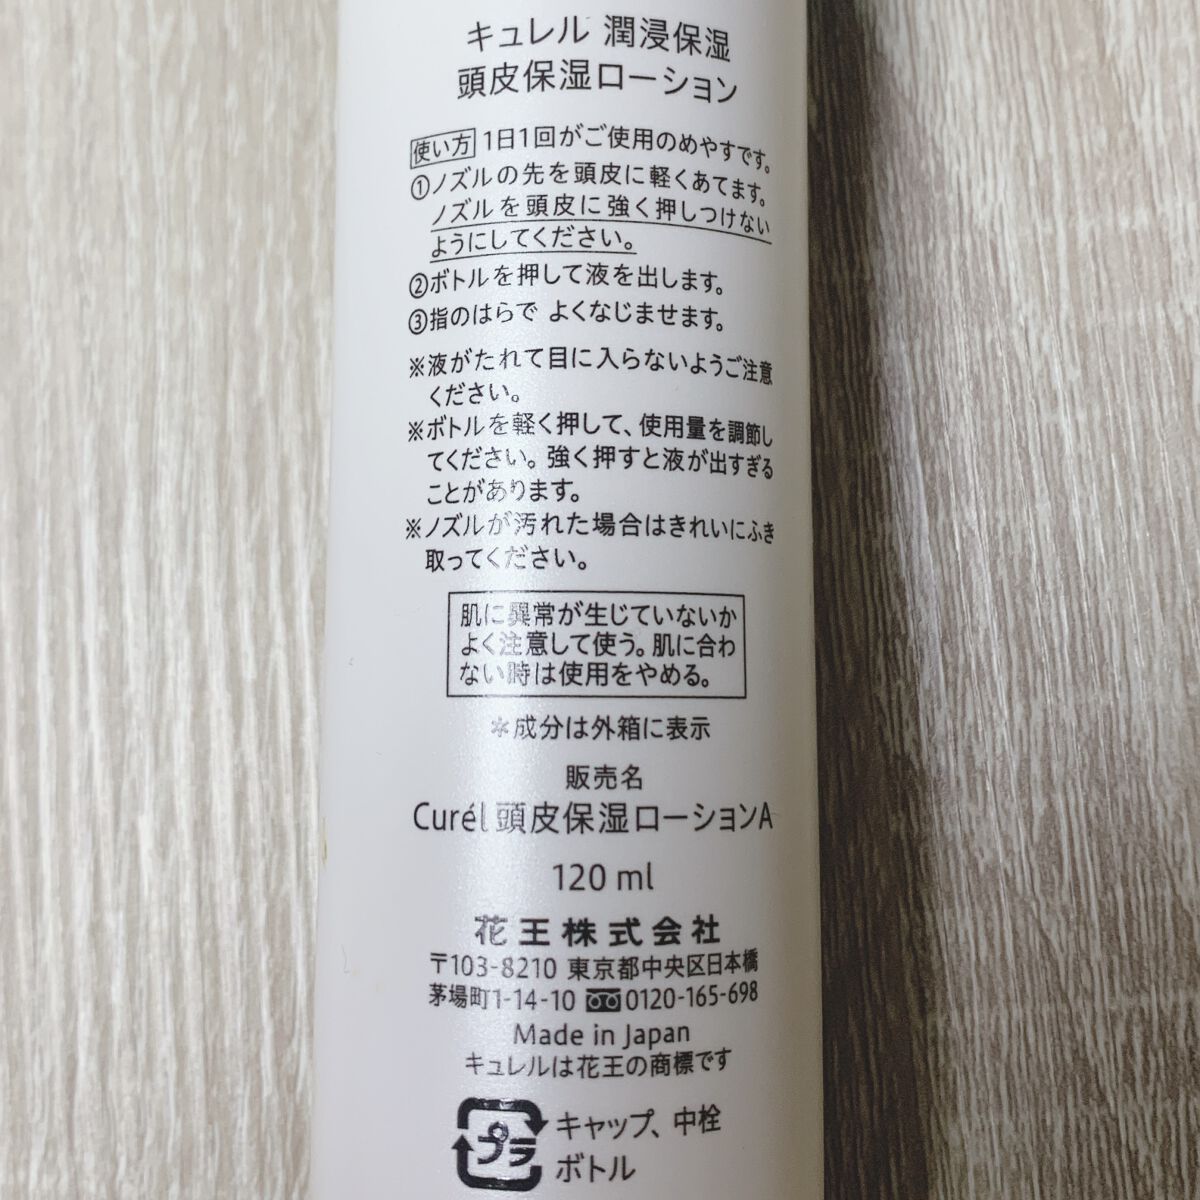 キュレル 潤浸保湿
頭皮保湿ローション
使い方 1日1回がご使用のめやすです。
①ノズルの先を頭皮に軽くあてます。
ノズルを頭皮に強く押しつけない
ようにしてください。
②ボトルを押して液を出します。
③指のはらで よくなじませます。
※液がたれて目に入らないようご注意
ください。
※ボトルを軽く押して、使用量を調節し
てください。強く押すと液が出すぎる
ことがあります。
※ノズルが汚れた場合はきれいにふき
取ってください。
肌に異常が生じていないか
よく注意して使う。肌に合わ
ない時は使用をやめる。
＊成分は外箱に表示
販売名
Curél 頭皮保湿ローションA
120 ml
花王株式会社
〒103-8210 東京都中央区日本橋
茅場町1-14-10 0120-165-698
Made in Japan
キュレルは花王の商標です
プラ キャップ、中栓
ボトル